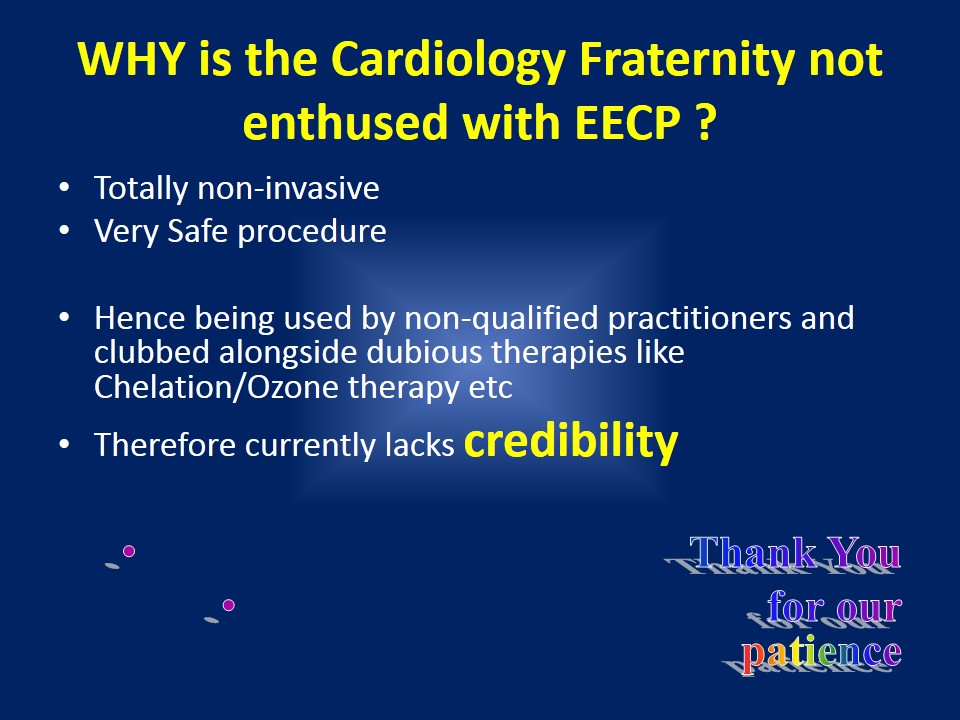 WHY is the Cardiology Fraternity not
enthused with EECP ?
• Totally non-invasive
• Very Safe procedure
• Hence being used by non-qualified practitioners and
clubbed alongside dubious therapies like
Chelation/Ozone therapy etc
• Therefore currently lacks credibility
Thank You
for our
patience